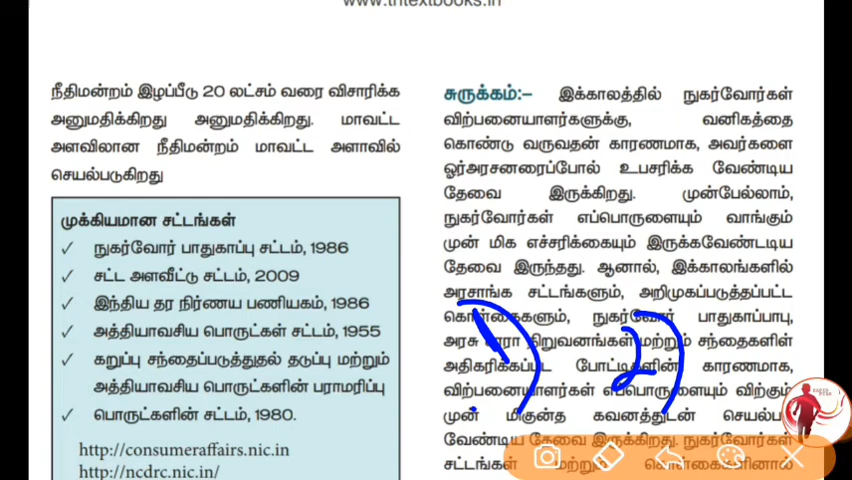 www.tntextbooks.in
நீதிமன்றம் இழப்பீடு 20 லட்சம் வரை விசாரிக்க
அனுமதிக்கிறது அனுமதிக்கிறது. மாவட்ட
அளவிலான நீதிமன்றம் மாவட்ட அளாவில்
செயல்படுகிறது
முக்கியமான சட்டங்கள்
✓ நுகர்வோர் பாதுகாப்பு சட்டம், 1986
✓ சட்ட அளவீட்டு சட்டம், 2009
✓ இந்திய தர நிர்ணய பணியகம், 1986
✓ அத்தியாவசிய பொருட்கள் சட்டம், 1955
✓ கறுப்பு சந்தைப்படுத்துதல் தடுப்பு மற்றும்
அத்தியாவசிய பொருட்களின் பராமரிப்பு
✓ பொருட்களின் சட்டம், 1980.
http://consumeraffairs.nic.in
http://ncdrc.nic.in/
சுருக்கம்:– இக்காலத்தில் நுகர்வோர்கள்
விற்பனையாளர்களுக்கு, வனிகத்தை
கொண்டு வருவதன் காரணமாக, அவர்களை
ஓர்அரசனரைப்போல் உபசரிக்க வேண்டிய
தேவை இருக்கிறது. முன்பேல்லாம்,
நுகர்வோர்கள் எப்பொருளையும் வாங்கும்
முன் மிக எச்சரிக்கையும் இருக்கவேண்டடிய
தேவை இருந்தது. ஆனால், இக்காலங்களில்
அரசாங்க சட்டங்களும், அறிமுகப்படுத்தப்பட்ட
கொள்கைகளும், நுகர்வோர் பாதுகாப்பாபு,
அரசு சாரா நிறுவனங்கள் மற்றும் சந்தைகளின்
அதிகரிக்கப்பட்ட போட்டிகளின் காரணமாக,
விற்பனையாளர்கள் எப்பொருளையும் விற்கும்
முன் மிகுன்த கவனத்துடன் செயல்பட
வேண்டிய தேவை இருக்கிறது. நுகர்வோர்கள்
சட்டங்கள் மற்றும் கொள்கைகளினால்
1) 2)